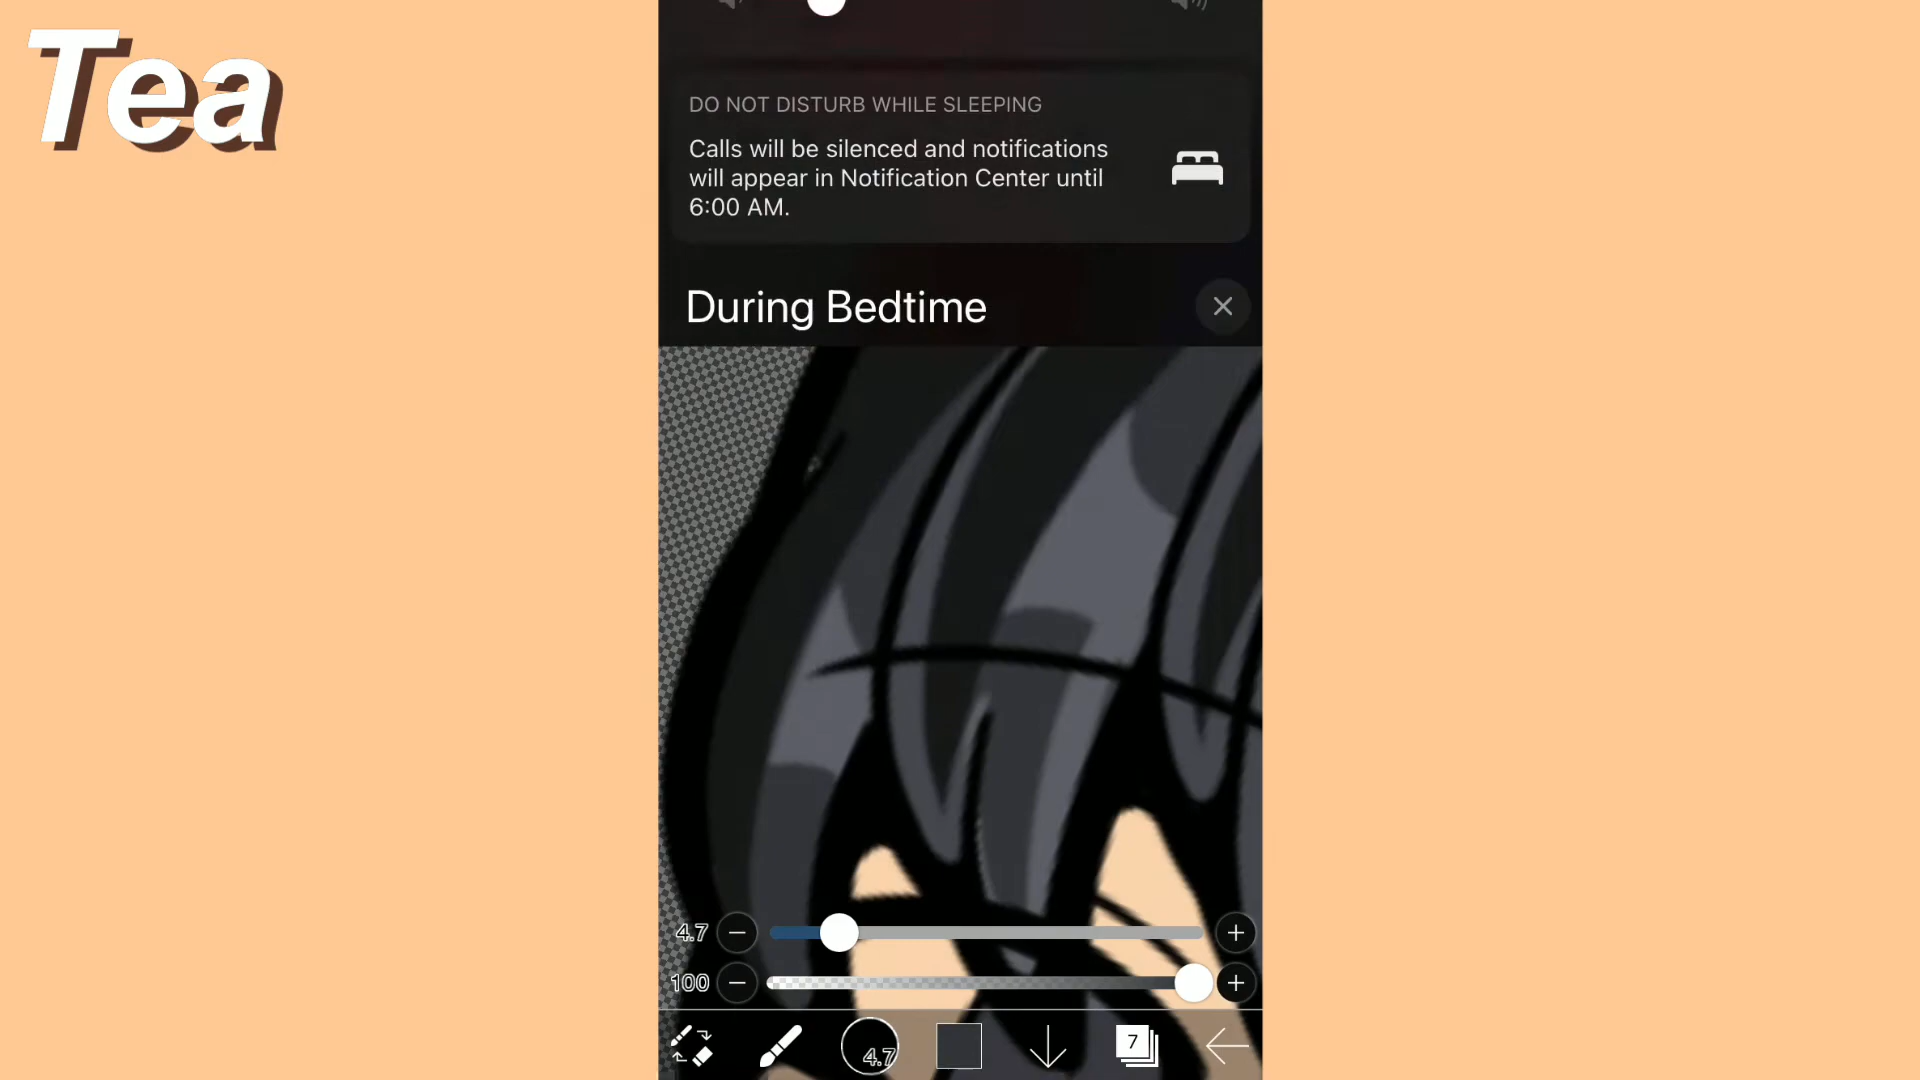 Tea
DO NOT DISTURB WHILE SLEEPING
Calls will be silenced and notifications
will appear in Notification Center until
6:00 AM.
During Bedtime
4.7
100
4.7
7